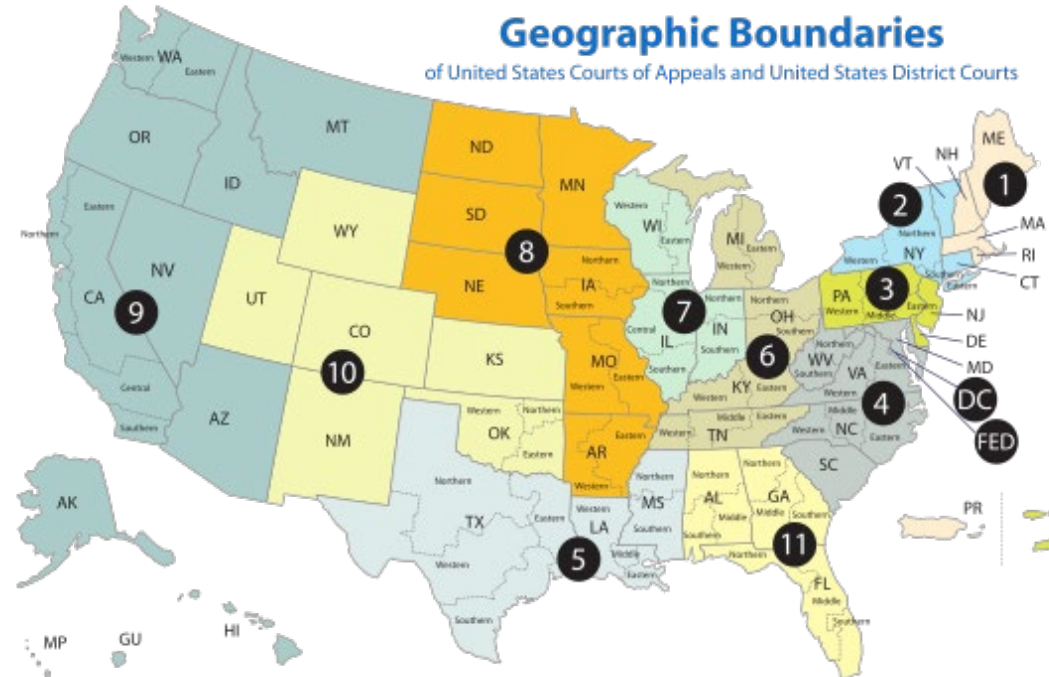 Geographic Boundaries
of United States Courts of Appeals and United States District Courts
Western WA Eastern
OR
MT
ID
WY
ND
SD
NE
8
MN
Western WI Eastern
MI Eastern
Western
VT
NH
ME
1
2
Northern
NY
Western
Southern
Eastern
MA
RI
CT
Eastern
Northern
NV
CA
9
Central
Southern
UT
CO
10
KS
AZ
NM
Northern
IA
Southern
MO
Eastern
Western
Northern
7
Central
IL
Southern
Northern
IN
Southern
Northern
OH
Southern
6
KY
Western
Eastern
PA
3
Western
Middle
Eastern
NJ
DE
MD
DC
FED
Northern
WV
Southern
VA
Eastern
Western
4
Western
Middle
NC
Eastern
SC
Western
Middle
Eastern
TN
Western
Northern
OK
Eastern
Eastern
AR
Western
Northern
TX
Eastern
Western
Southern
Western
LA
Middle
Eastern
5
Northern
MS
Southern
Northern
AL
Middle
Southern
Northern
GA
Middle
Southern
11
Northern
FL
Middle
Southern
PR
AK
MP
GU
HI